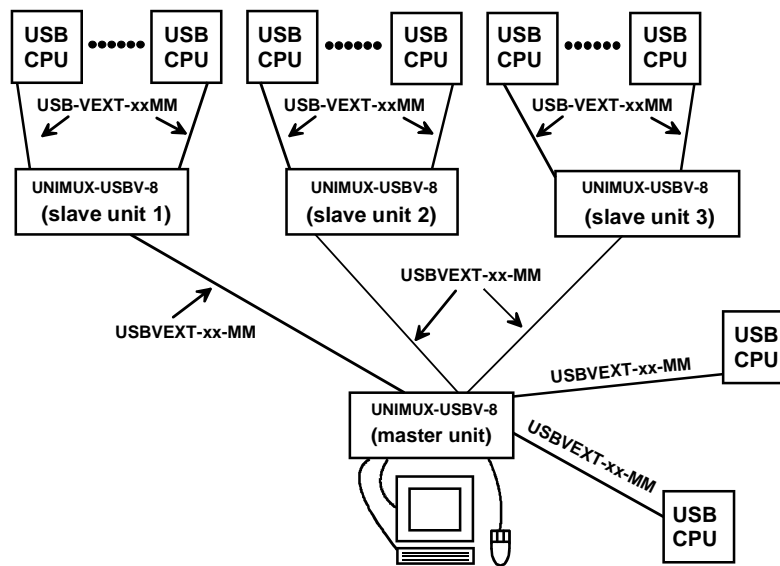 USB
CPU
USB
CPU
USB
CPU
USB
CPU
USB
CPU
USB
CPU
USB-VEXT-xxMM
USB-VEXT-xxMM
USB-VEXT-xxMM
UNIMUX-USBV-8
(slave unit 1)
UNIMUX-USBV-8
(slave unit 2)
UNIMUX-USBV-8
(slave unit 3)
USBVEXT-xx-MM
USBVEXT-xx-MM
USB
CPU
USBVEXT-xx-MM
UNIMUX-USBV-8
(master unit)
USBVEXT-xx-MM
USB
CPU